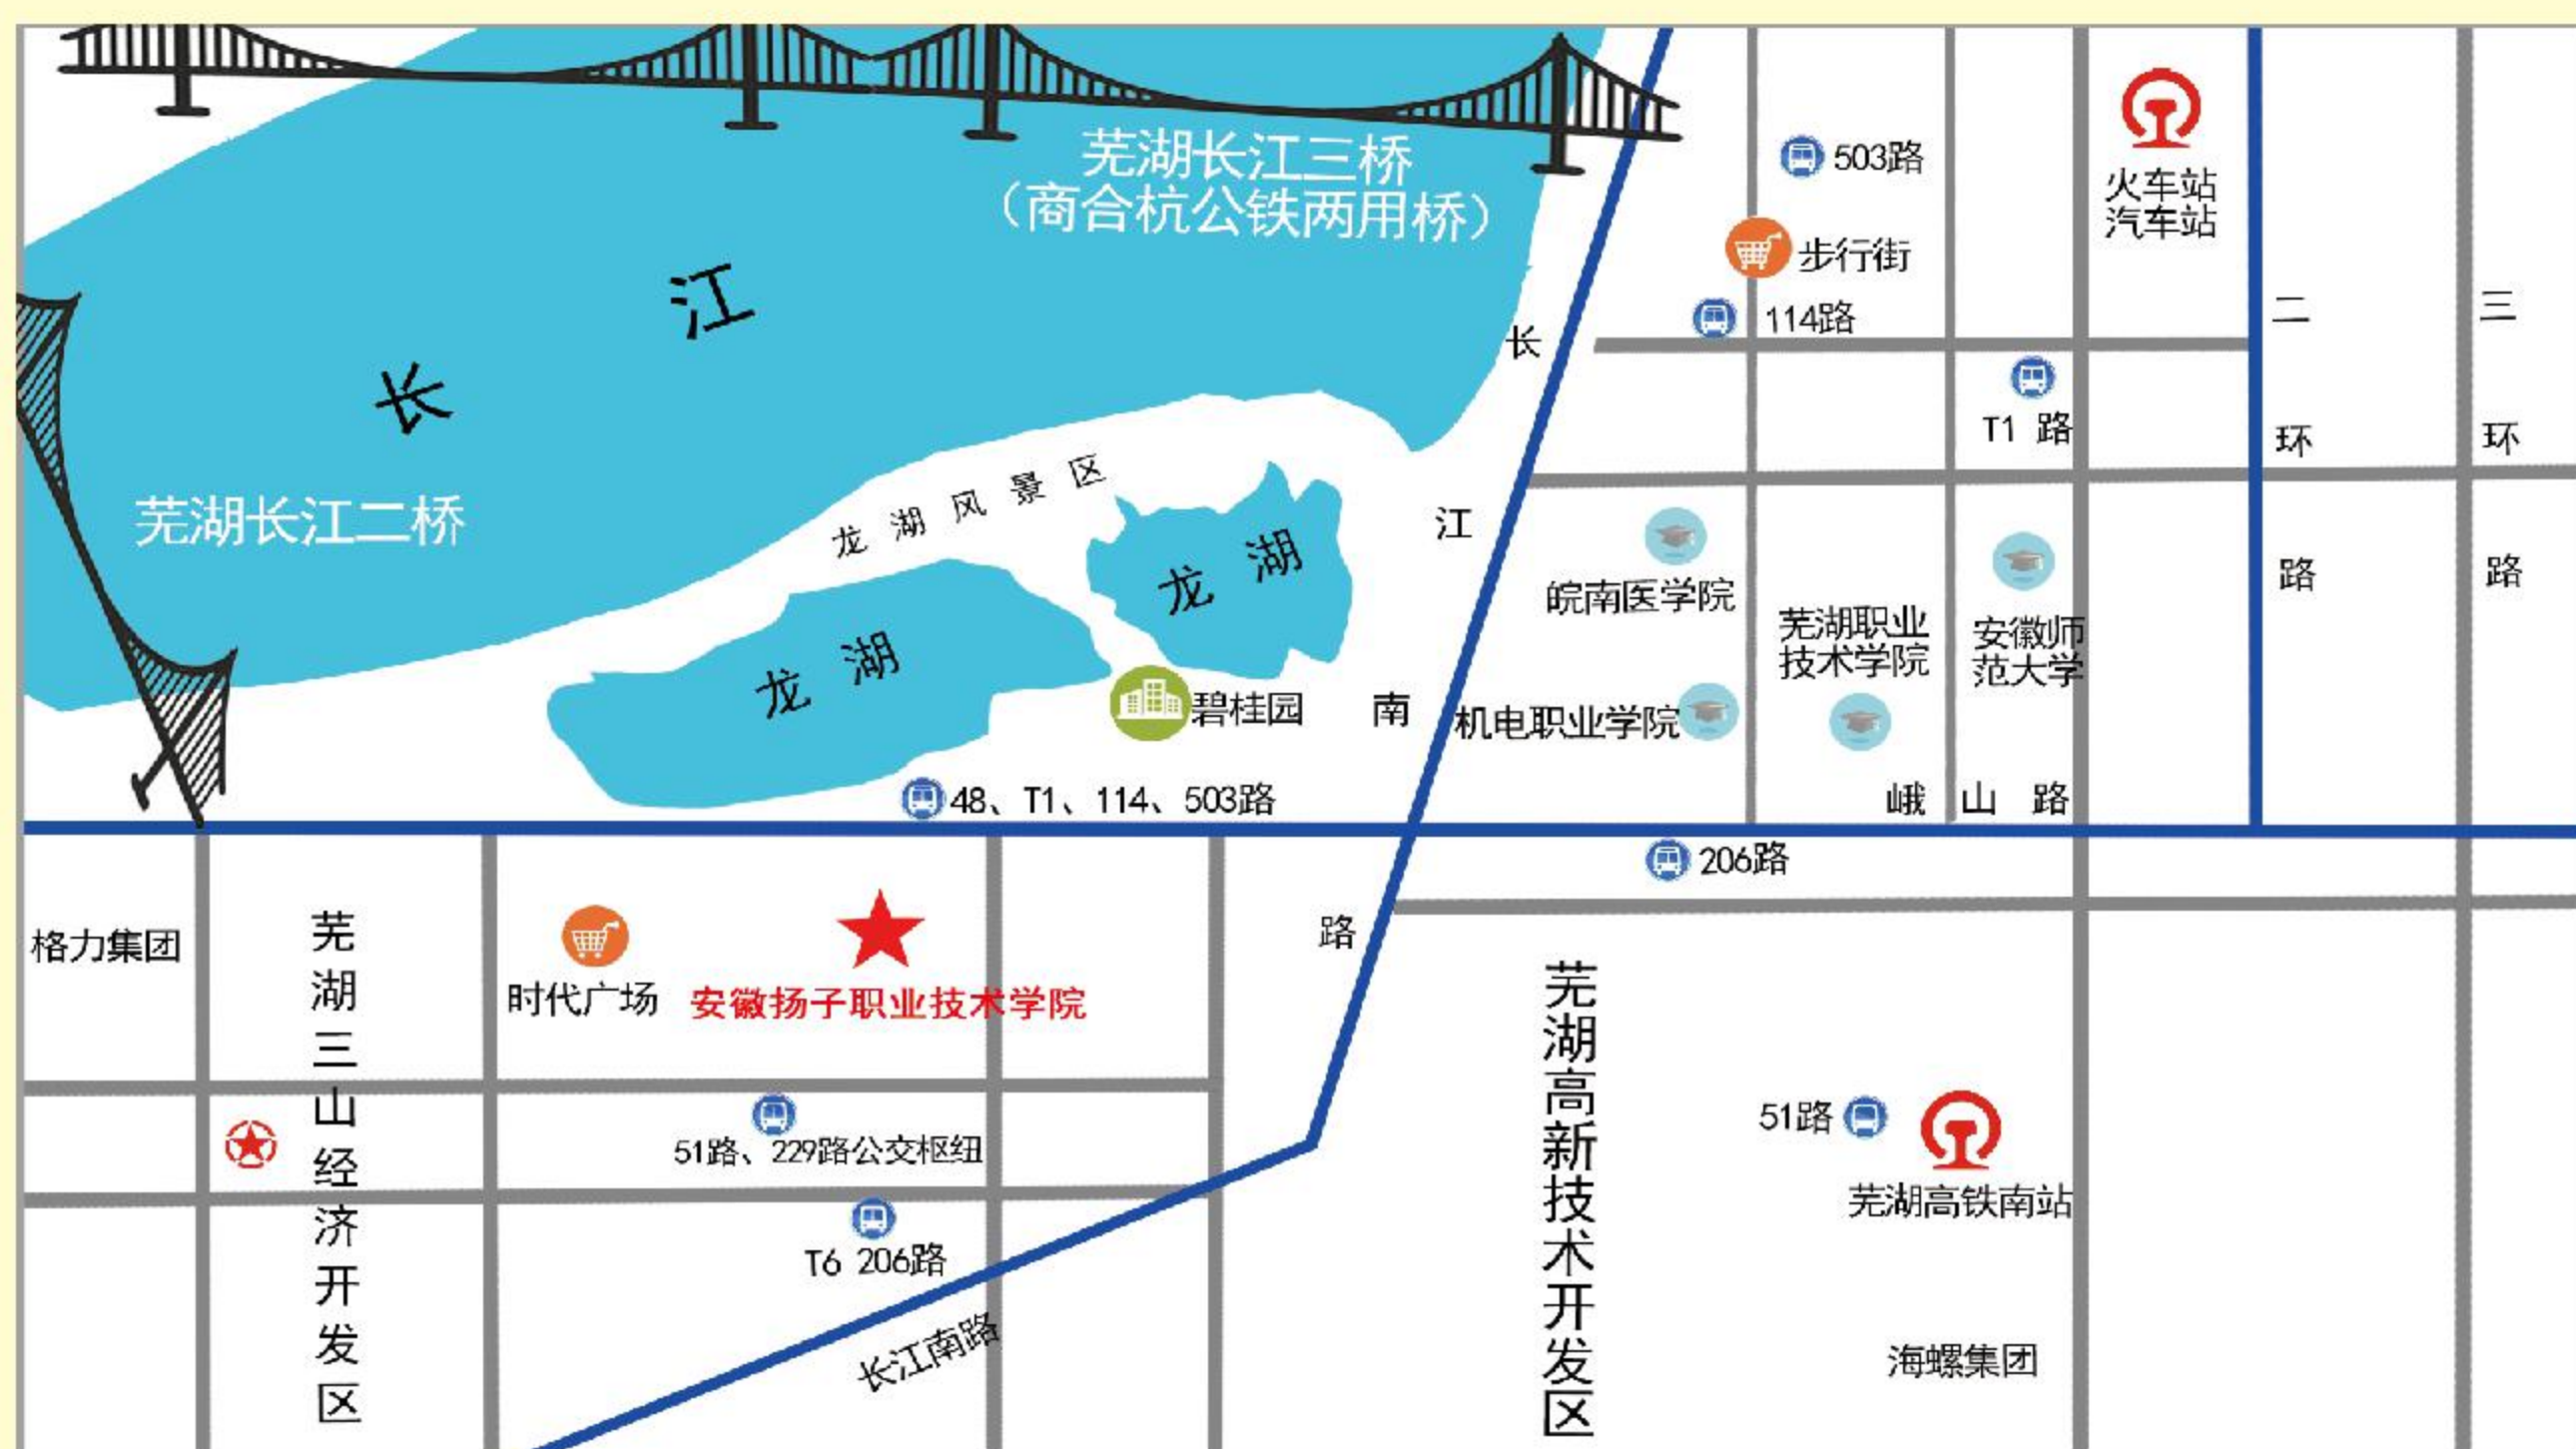 芜湖长江三桥
（商合杭公铁两用桥）
503路
火车站
汽车站
步行街
114路
长江
长江南路
二环路
三环路
T1 路
芜湖长江二桥
龙湖风景区
龙湖
龙湖
皖南医学院
芜湖职业
技术学院
安徽师
范大学
碧桂园
机电职业学院
48、T1、114、503路
峨山路
206路
格力集团
芜湖三山经济开发区
时代广场
安徽扬子职业技术学院
芜湖高新技术开发区
51路、229路公交枢纽
51路
芜湖高铁南站
T6 206路
长江南路
海螺集团